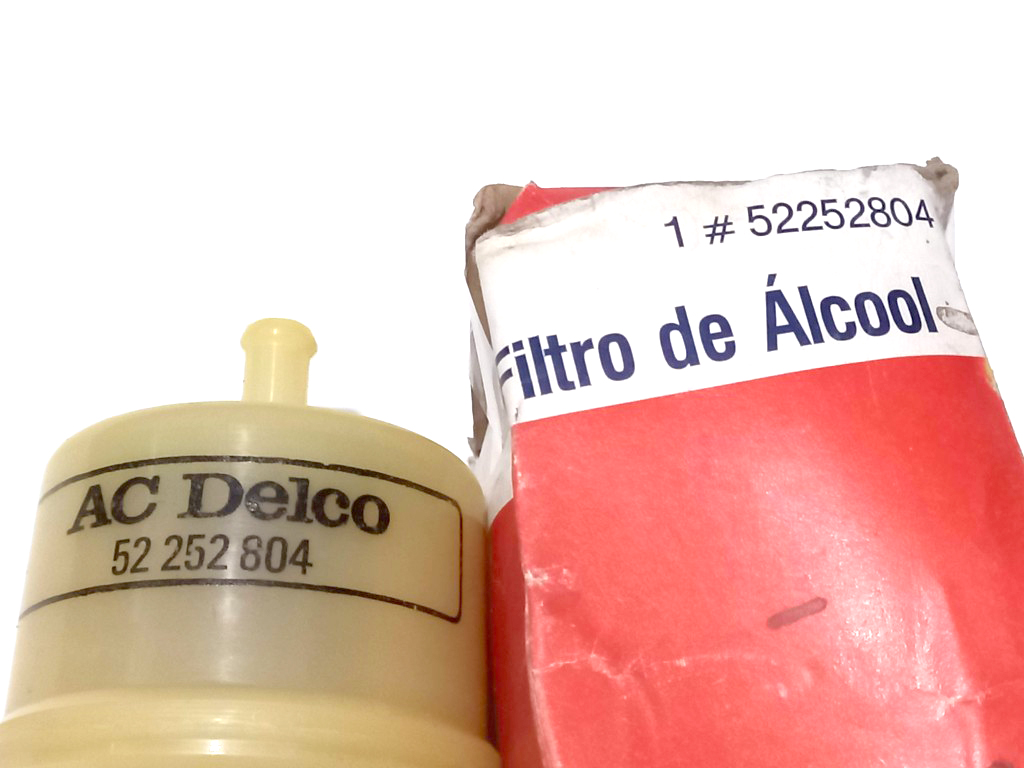 AC Delco
52 252 804
1 # 52252804
Filtro de Álcool